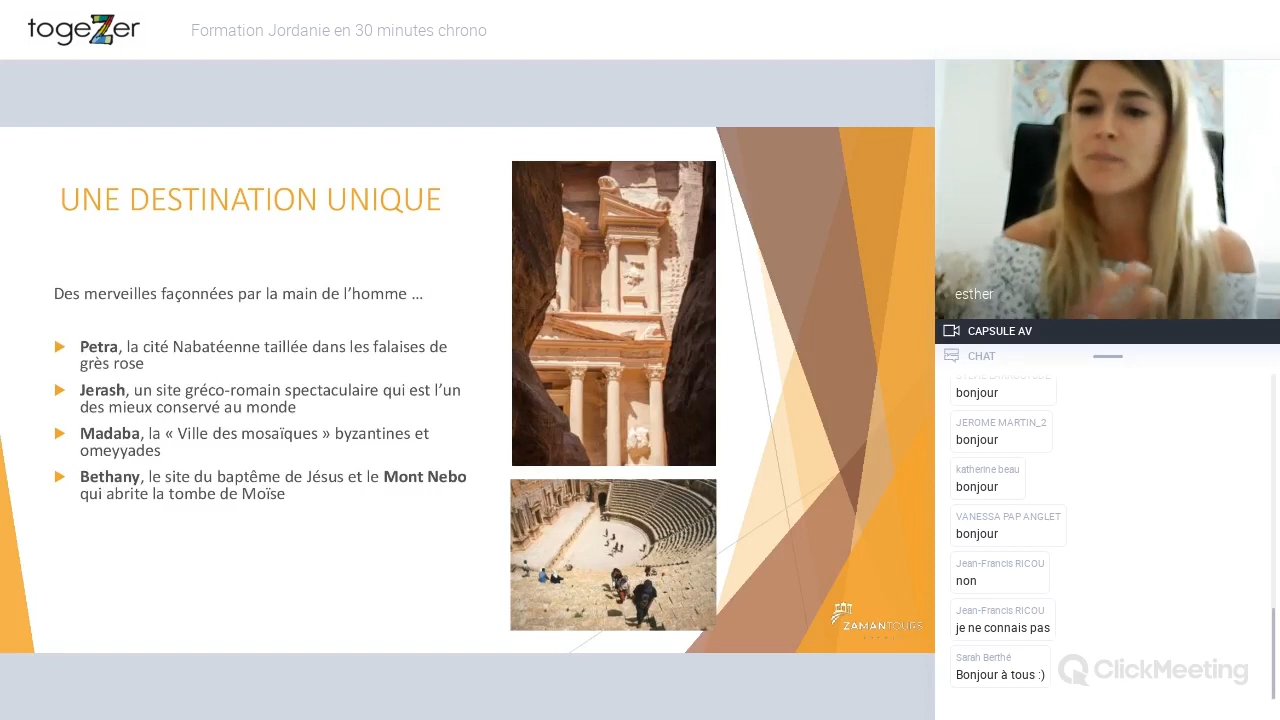 togeZer
Formation Jordanie en 30 minutes chrono
UNE DESTINATION UNIQUE
Des merveilles façonnées par la main de l’homme ...
Petra, la cité Nabatéenne taillée dans les falaises de
grès rose
Jerash, un site gréco-romain spectaculaire qui est l’un
des mieux conservé au monde
Madaba, la « Ville des mosaïques » byzantines et
omeyyades
Bethany, le site du baptême de Jésus et le Mont Nebo
qui abrite la tombe de Moïse
ZAMANTOURS
esther
CAPSULE AV
CHAT
bonjour
JEROME MARTIN_2
bonjour
katherine beau
bonjour
VANESSA PAP ANGLET
bonjour
Jean-Francis RICOU
non
Jean-Francis RICOU
je ne connais pas
Sarah Berthé
Bonjour à tous :)
ClickMeeting